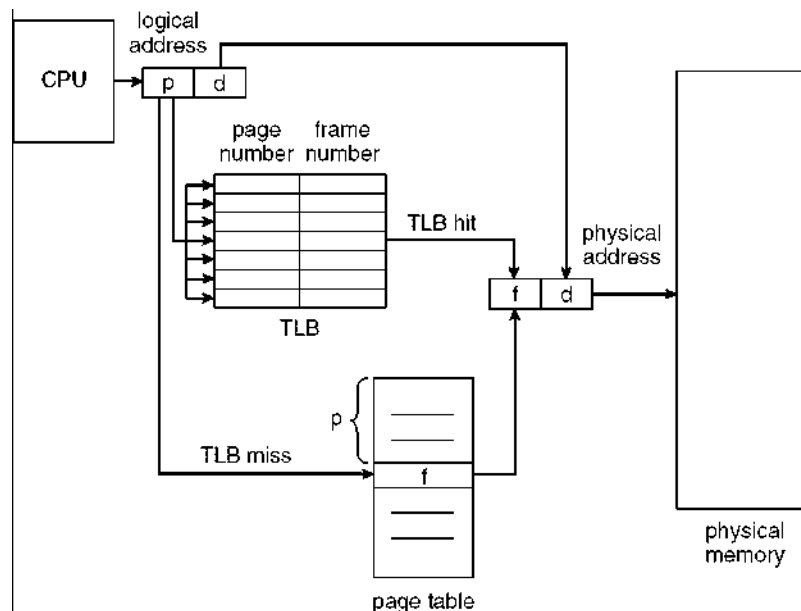 logical
address
CPU
p
d
page
number
frame
number
TLB hit
physical
address
f
d
TLB
p
TLB miss
f
physical
memory
page table